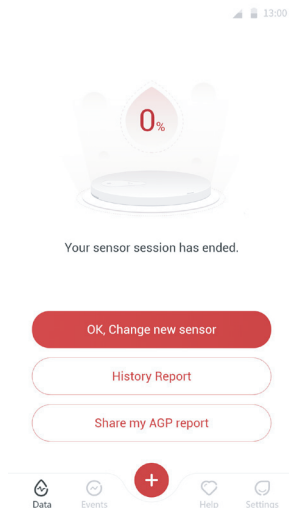 13:00
0%
Your sensor session has ended.
OK, Change new sensor
History Report
Share my AGP report
Data Events + Help Settings